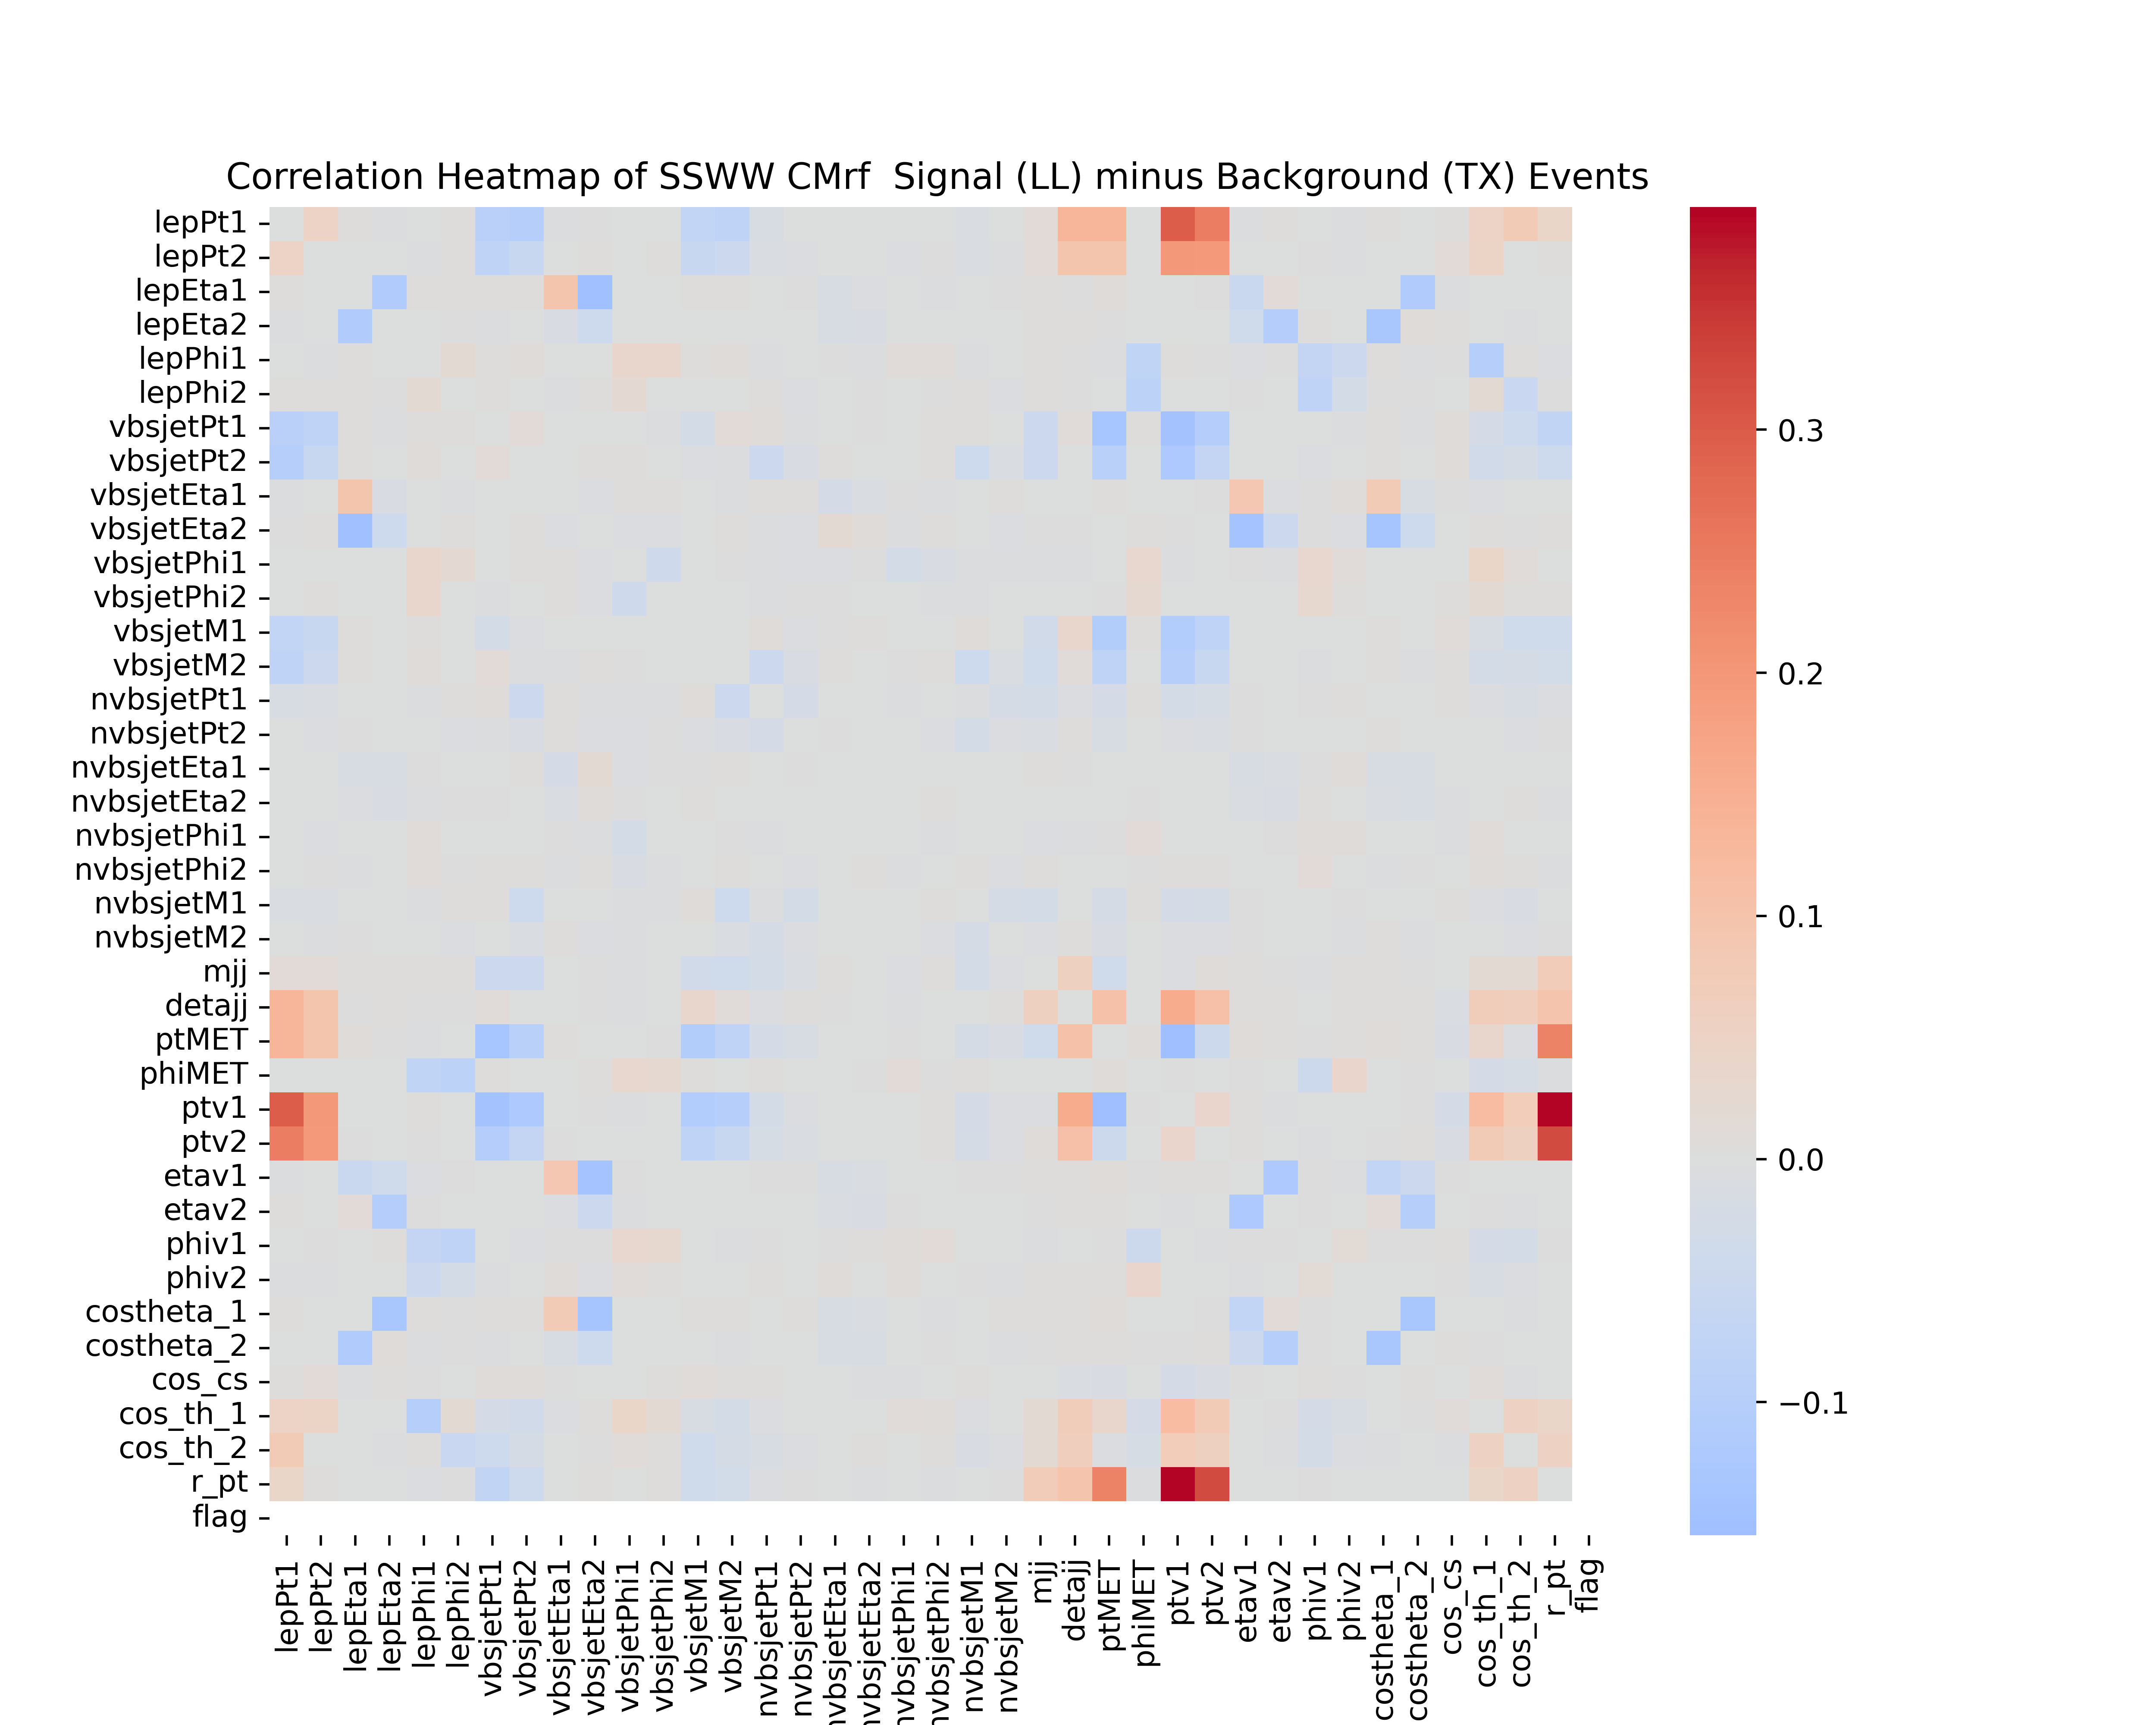 Correlation Heatmap of SSWW CMrf  Signal (LL) minus Background (TX) Events
lepPt1
lepPt2
lepEta1
lepEta2
lepPhi1
lepPhi2
vbsjetPt1
vbsjetPt2
vbsjetEta1
vbsjetEta2
vbsjetPhi1
vbsjetPhi2
vbsjetM1
vbsjetM2
nvbsjetPt1
nvbsjetPt2
nvbsjetEta1
nvbsjetEta2
nvbsjetPhi1
nvbsjetPhi2
nvbsjetM1
nvbsjetM2
mjj
detajj
ptMET
phiMET
ptv1
ptv2
etav1
etav2
phiv1
phiv2
costheta_1
costheta_2
cos_cs
cos_th_1
cos_th_2
r_pt
flag
lepPt1
lepPt2
lepEta1
lepEta2
lepPhi1
lepPhi2
vbsjetPt1
vbsjetPt2
vbsjetEta1
vbsjetEta2
vbsjetPhi1
vbsjetPhi2
vbsjetM1
vbsjetM2
nvbsjetPt1
nvbsjetPt2
nvbsjetEta1
nvbsjetEta2
nvbsjetPhi1
nvbsjetPhi2
nvbsjetM1
nvbsjetM2
mjj
detajj
ptMET
phiMET
ptv1
ptv2
etav1
etav2
phiv1
phiv2
costheta_1
costheta_2
cos_cs
cos_th_1
cos_th_2
r_pt
flag
0.3
0.2
0.1
0.0
−0.1